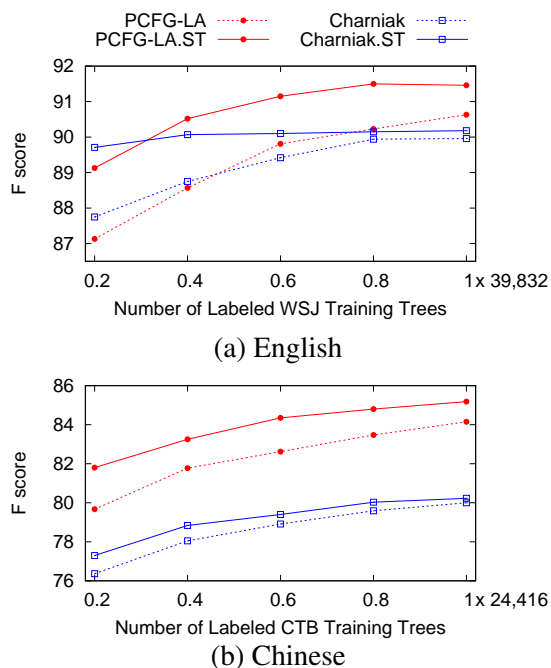 PCFG-LA Charniak
PCFG-LA.ST Charniak.ST
92
91
90
89
88
87
F score
0.2 0.4 0.6 0.8 1 x 39,832
Number of Labeled WSJ Training Trees
(a) English
86
84
82
80
78
76
F score
0.2 0.4 0.6 0.8 1 x 24,416
Number of Labeled CTB Training Trees
(b) Chinese